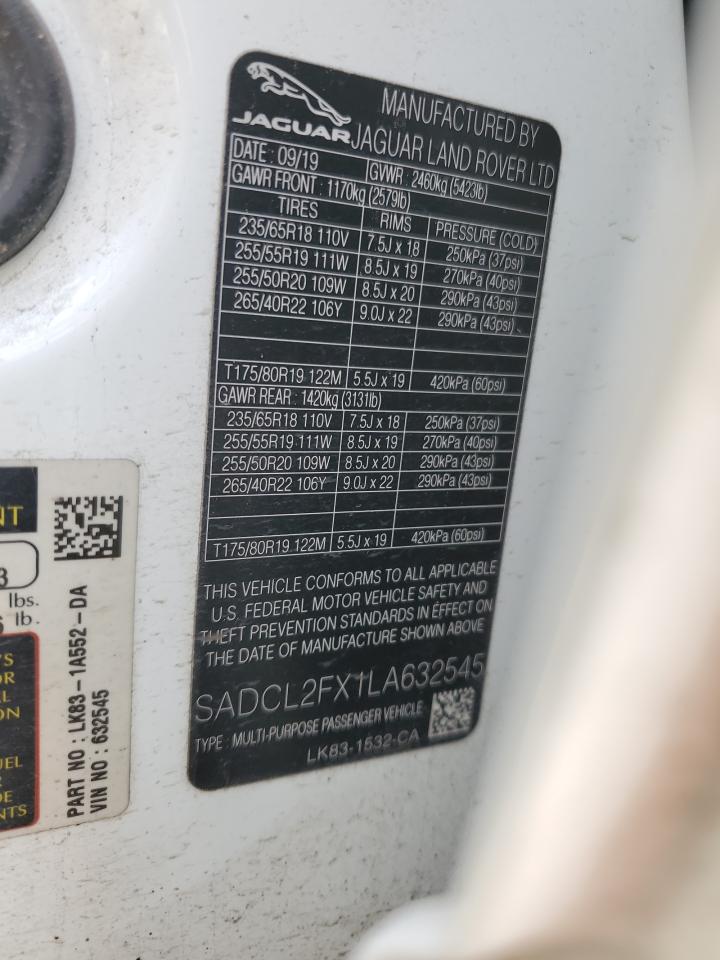 JAGUAR
MANUFACTURED BY
JAGUAR LAND ROVER LTD
DATE : 09/19 GVWR : 2460kg (5423lb)
GAWR FRONT : 1170kg (2579lb)
TIRES RIMS PRESSURE (COLD)
235/65R18 110V 7.5J x 18 250kPa (37psi)
255/55R19 111W 8.5J x 19 270kPa (40psi)
255/50R20 109W 8.5J x 20 290kPa (43psi)
265/40R22 106Y 9.0J x 22 290kPa (43psi)
T175/80R19 122M 5.5J x 19 420kPa (60psi)
GAWR REAR : 1420kg (3131lb)
235/65R18 110V 7.5J x 18 250kPa (37psi)
255/55R19 111W 8.5J x 19 270kPa (40psi)
255/50R20 109W 8.5J x 20 290kPa (43psi)
265/40R22 106Y 9.0J x 22 290kPa (43psi)
T175/80R19 122M 5.5J x 19 420kPa (60psi)
THIS VEHICLE CONFORMS TO ALL APPLICABLE
U.S. FEDERAL MOTOR VEHICLE SAFETY AND
THEFT PREVENTION STANDARDS IN EFFECT ON
THE DATE OF MANUFACTURE SHOWN ABOVE
SADCL2FX1LA632545
TYPE : MULTI-PURPOSE PASSENGER VEHICLE
LK83-1532-CA
NT
3
lbs.
lb.
PART NO : LK83-1A552-DA
VIN NO : 632545